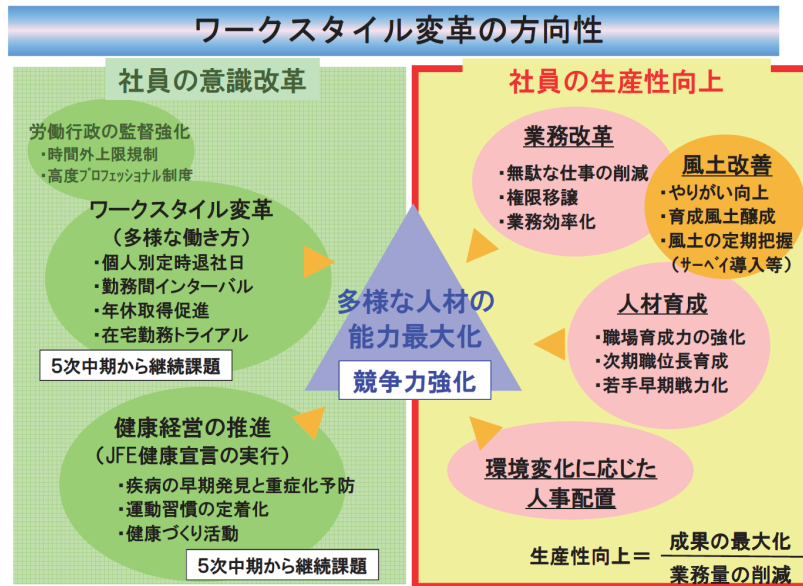 ワークスタイル変革の方向性
社員の意識改革
労働行政の監督強化
・時間外上限規制
・高度プロフェッショナル制度
ワークスタイル変革
(多様な働き方)
・個人別定時退社日
・勤務間インターバル
・年休取得促進
・在宅勤務トライアル
5次中期から継続課題
健康経営の推進
(JFE健康宣言の実行)
・疾病の早期発見と重症化予防
・運動習慣の定着化
・健康づくり活動
5次中期から継続課題
多様な人材の
能力最大化
競争力強化
社員の生産性向上
業務改革
・無駄な仕事の削減
・権限移譲
・業務効率化
風土改善
・やりがい向上
・育成風土醸成
・風土の定期把握
(サーベイ導入等)
人材育成
・職場育成力の強化
・次期職位長育成
・若手早期戦力化
環境変化に応じた
人事配置
生産性向上= 成果の最大化
業務量の削減